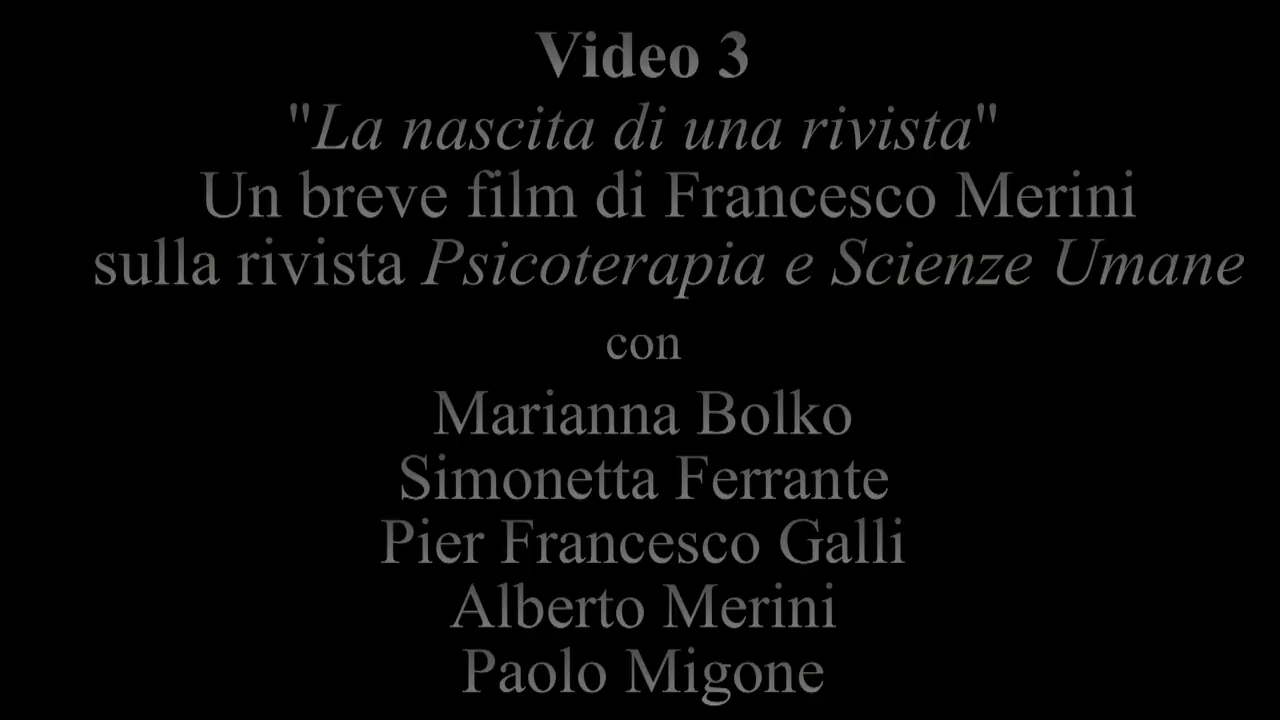 Video 3
"La nascita di una rivista"
Un breve film di Francesco Merini
sulla rivista Psicoterapia e Scienze Umane
con
Marianna Bolko
Simonetta Ferrante
Pier Francesco Galli
Alberto Merini
Paolo Migone